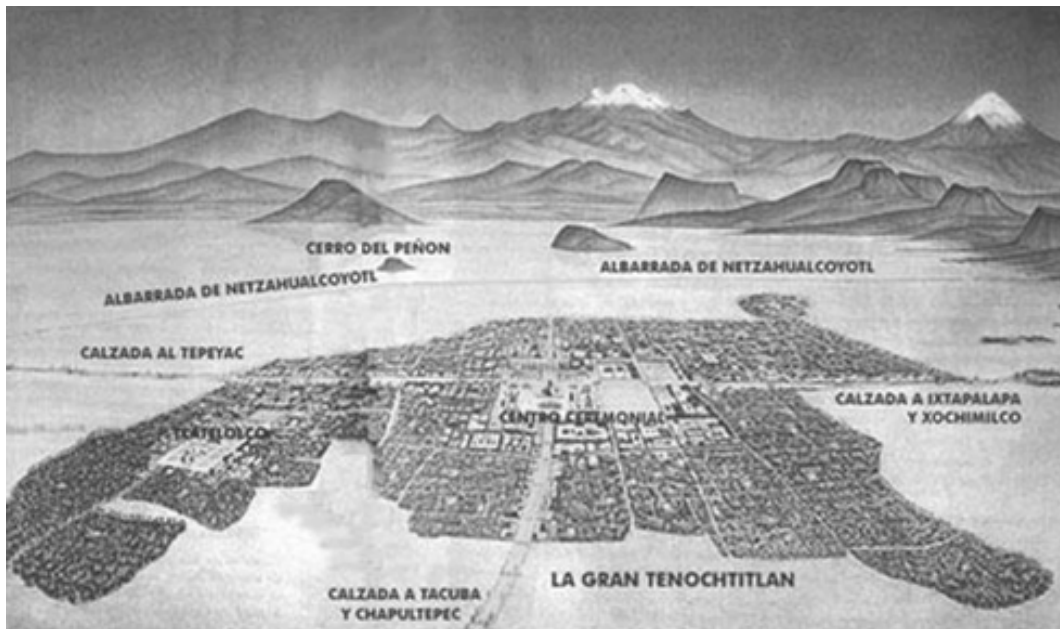 CERRO DEL PEÑON
ALBARRADA DE NETZAHUALCOYOTL
ALBARRADA DE NETZAHUALCOYOTL
CALZADA AL TEPEYAC
CALZADA A IXTAPALAPA
Y XOCHIMILCO
CENTRO CEREMONIAL
TLATELOLCO
LA GRAN TENOCHTITLAN
CALZADA A TACUBA
Y CHAPULTEPEC